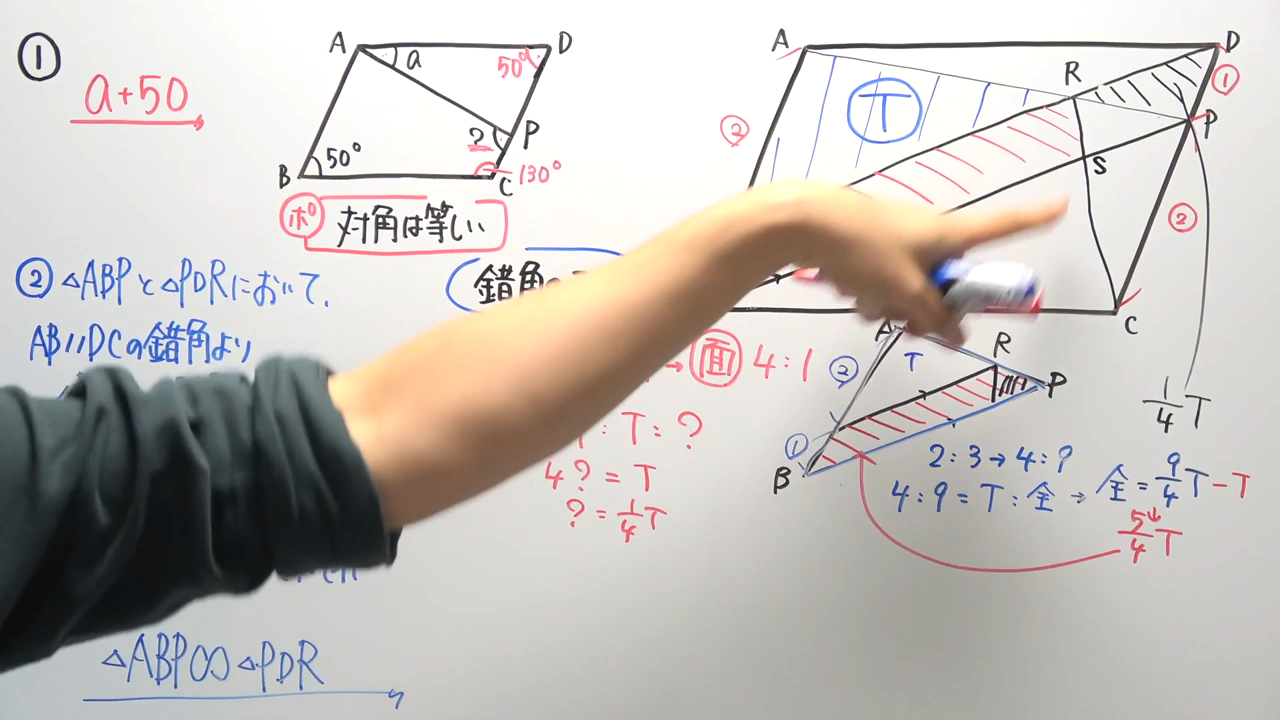 ①
a+50
A
a
50°
D
?
P
B
50°
C
130°
ポ 対角は等しい
② △ABPと△PDRにおいて、
AB//DCの錯角より
△ABP∽△PDR
錯角
→ 面 4:1
: T = ?
4? = T
? = 1/4 T
A
R
D
①
P
②
T
S
②
C
1/4 T
A
R
②
T
P
①
B
2:3→4:9
4:9=T:全 → 全=9/4 T-T
5/4 T